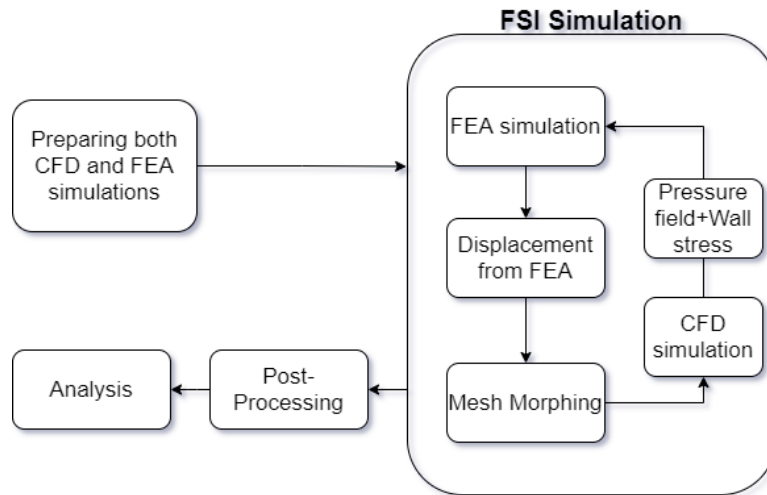 FSI Simulation
Preparing both
CFD and FEA
simulations
FEA simulation
Displacement
from FEA
Mesh Morphing
CFD
simulation
Pressure
field+Wall
stress
Post-
Processing
Analysis